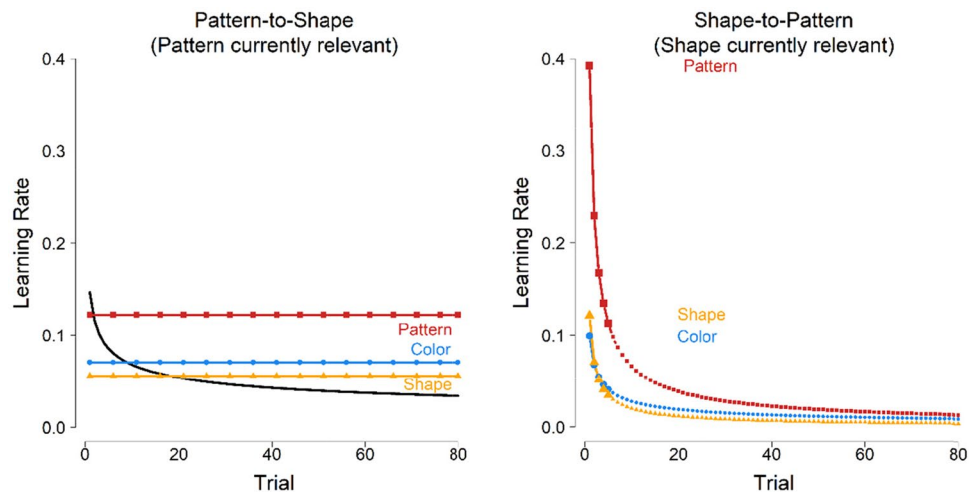 Pattern-to-Shape
(Pattern currently relevant)
0.4
0.3
0.2
0.1
0.0
Learning Rate
Pattern
Color
Shape
0
20
40
60
80
Trial
Shape-to-Pattern
(Shape currently relevant)
0.4
0.3
0.2
0.1
0.0
Learning Rate
Pattern
Shape
Color
0
20
40
60
80
Trial